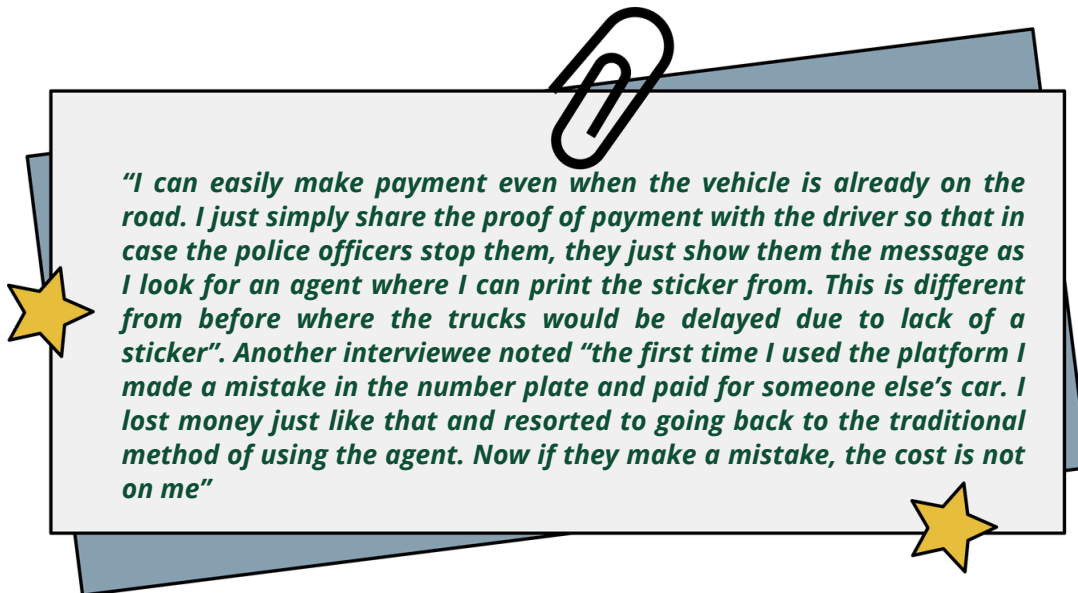 “I can easily make payment even when the vehicle is already on the
road. I just simply share the proof of payment with the driver so that in
case the police officers stop them, they just show them the message as
I look for an agent where I can print the sticker from. This is different
from before where the trucks would be delayed due to lack of a
sticker”. Another interviewee noted “the first time I used the platform I
made a mistake in the number plate and paid for someone else’s car. I
lost money just like that and resorted to going back to the traditional
method of using the agent. Now if they make a mistake, the cost is not
on me”